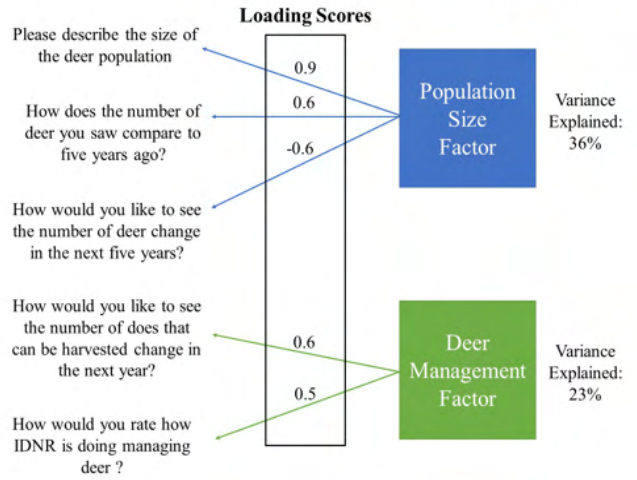 Loading Scores
Please describe the size of
the deer population
0.9
How does the number of
deer you saw compare to
five years ago?
0.6
-0.6
How would you like to see
the number of deer change
in the next five years?
Population
Size
Factor
Variance
Explained:
36%
How would you like to see
the number of does that
can be harvested change in
the next year?
0.6
How would you rate how
IDNR is doing managing
deer ?
0.5
Deer
Management
Factor
Variance
Explained:
23%